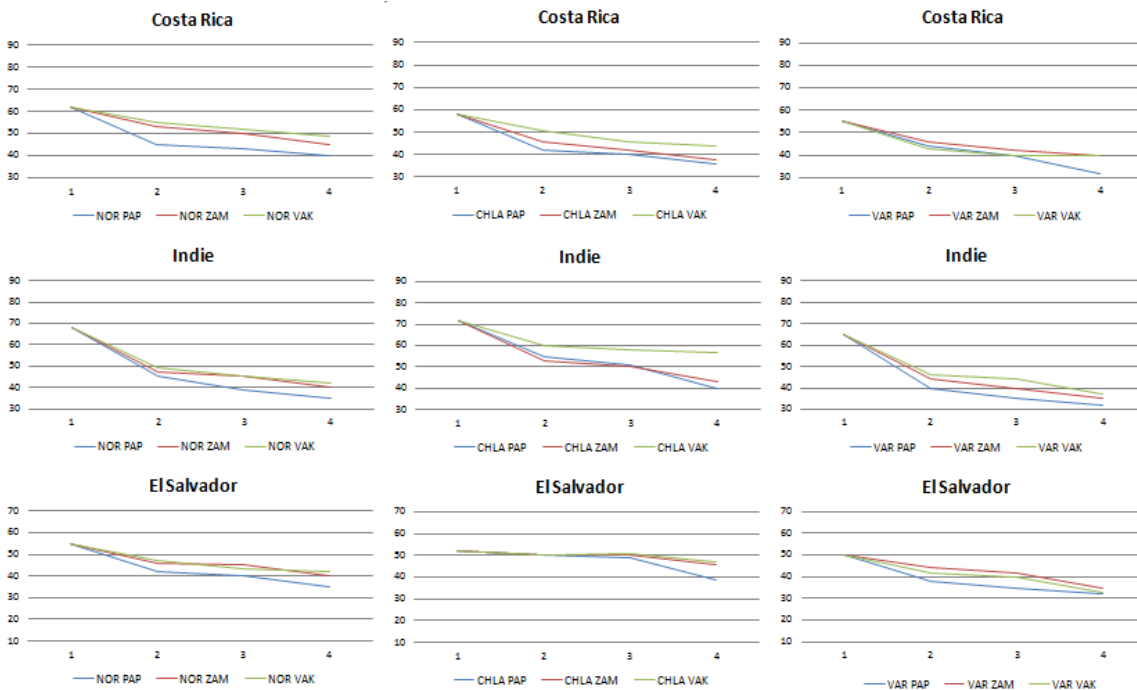 Costa Rica
90
80
70
60
50
40
30
1 2 3 4
NOR PAP NOR ZAM NOR VAK
Costa Rica
90
80
70
60
50
40
30
1 2 3 4
CHLA PAP CHLA ZAM CHLA VAK
Costa Rica
90
80
70
60
50
40
30
1 2 3 4
VAR PAP VAR ZAM VAR VAK
Indie
90
80
70
60
50
40
30
1 2 3 4
NOR PAP NOR ZAM NOR VAK
Indie
90
80
70
60
50
40
30
1 2 3 4
CHLA PAP CHLA ZAM CHLA VAK
Indie
90
80
70
60
50
40
30
1 2 3 4
VAR PAP VAR ZAM VAR VAK
El Salvador
70
60
50
40
30
20
10
1 2 3 4
NOR PAP NOR ZAM NOR VAK
El Salvador
70
60
50
40
30
20
10
1 2 3 4
CHLA PAP CHLA ZAM CHLA VAK
El Salvador
70
60
50
40
30
20
10
1 2 3 4
VAR PAP VAR ZAM VAR VAK